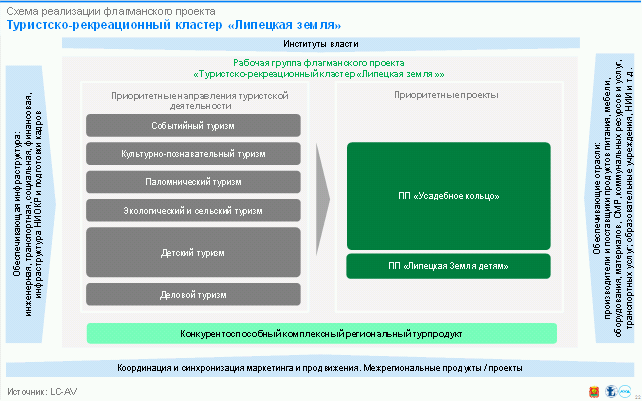 Схема реализации флагманского проекта
Туристско-рекреационный кластер «Липецкая земля»
Институты власти
Рабочая группа флагманского проекта
«Туристско-рекреационный кластер «Липецкая земля»»
Обеспечивающая инфраструктура:
инженерная, транспортная, социальная, финансовая,
инфраструктура НИОКР и подготовки кадров
Приоритетные направления туристской
деятельности
Событийный туризм
Культурно-познавательный туризм
Паломнический туризм
Экологический и сельский туризм
Детский туризм
Деловой туризм
Приоритетные проекты
ПП «Усадебное кольцо»
ПП «Липецкая Земля детям»
Обеспечивающие отрасли:
производители и поставщики продуктов питания, мебели,
оборудования, материалов, СМР, коммунальных ресурсов и услуг,
транспортных услуг, образовательные учреждения, НИИ и т.д.
Конкурентоспособный комплексный региональный турпродукт
Координация и синхронизация маркетинга и продвижения. Межрегиональные продукты / проекты
Источник: LC-AV